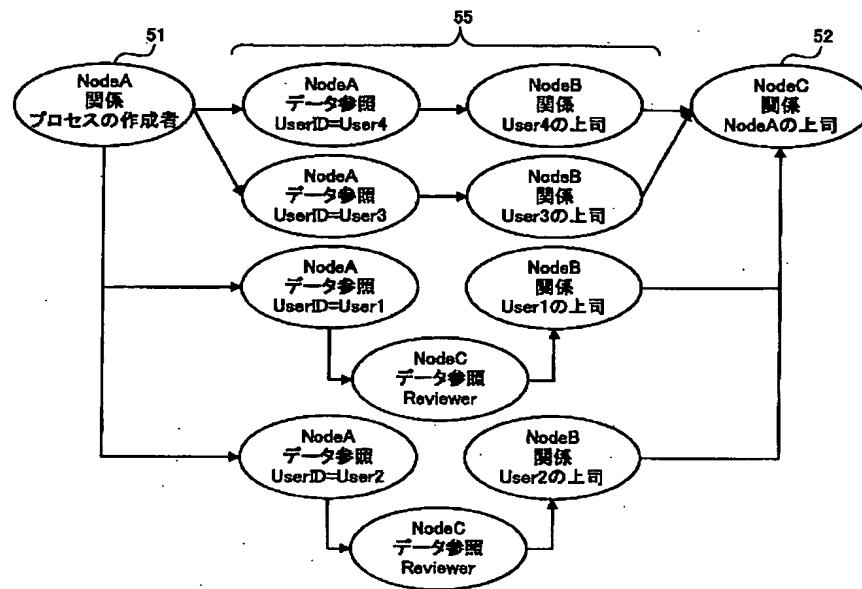 51
55
52
NodeA
関係
プロセスの作成者
NodeA
データ参照
UserID=User4
NodeB
関係
User4の上司
NodeC
関係
NodeAの上司
NodeA
データ参照
UserID=User3
NodeB
関係
User3の上司
NodeA
データ参照
UserID=User1
NodeB
関係
User1の上司
NodeC
データ参照
Reviewer
NodeA
データ参照
UserID=User2
NodeB
関係
User2の上司
NodeC
データ参照
Reviewer